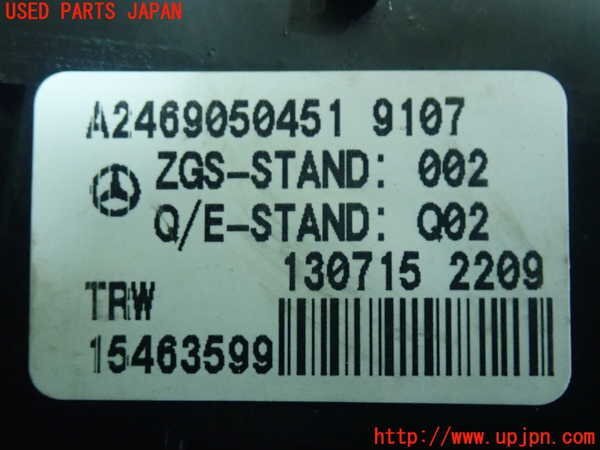 USED PARTS JAPAN
A2469050451 9107
ZGS-STAND: 002
Q/E-STAND: Q02
130715 2209
TRW
15463599
http://www.upjpn.com/